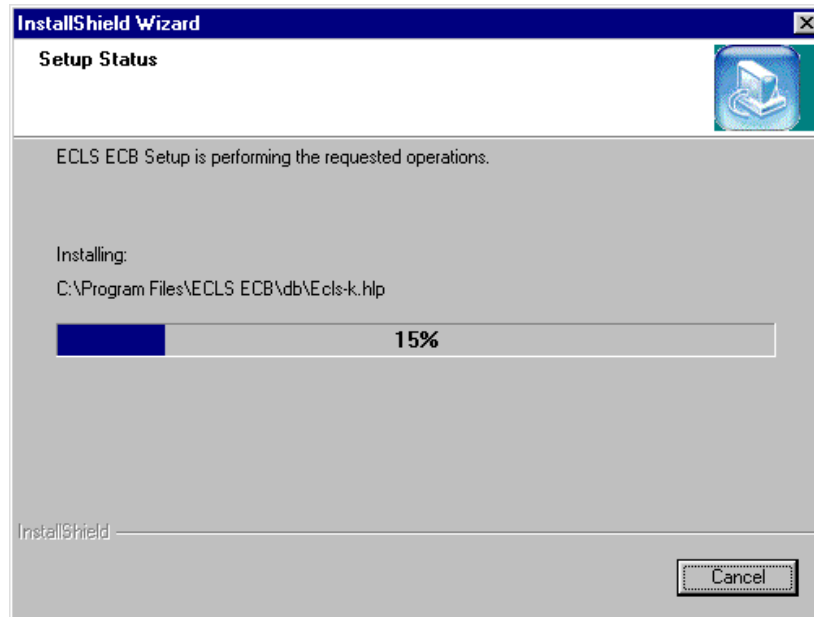 InstallShield Wizard
Setup Status
ECLS ECB Setup is performing the requested operations.
Installing:
C:\Program Files\ECLS ECB\db\Ecls-k.hlp
15%
InstallShield
Cancel